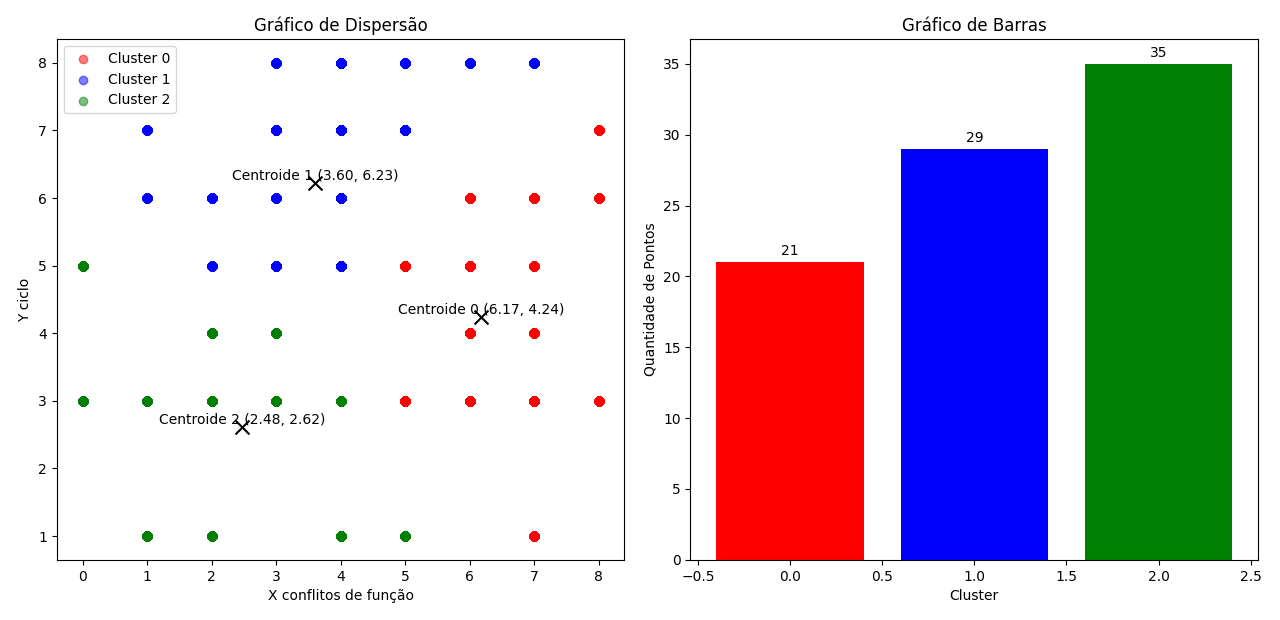 Gráfico de Dispersão
Cluster 0
Cluster 1
Cluster 2
Centroide 1 (3.60, 6.23)
Centroide 0 (6.17, 4.24)
Centroide 2 (2.48, 2.62)
8
7
6
5
4
3
2
1
Y ciclo
0 1 2 3 4 5 6 7 8
X conflitos de função
Gráfico de Barras
35
29
21
35
30
25
20
15
10
5
0
Quantidade de Pontos
−0.5 0.0 0.5 1.0 1.5 2.0 2.5
Cluster